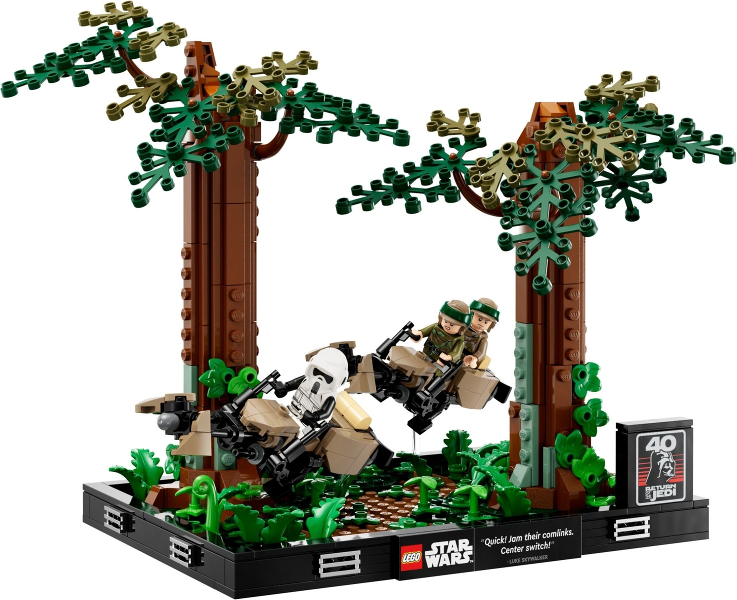 40
RETURN
OF THE
JEDI
LEGO
STAR
WARS
"Quick! Jam their comlinks.
Center switch!"
-LUKE SKYWALKER